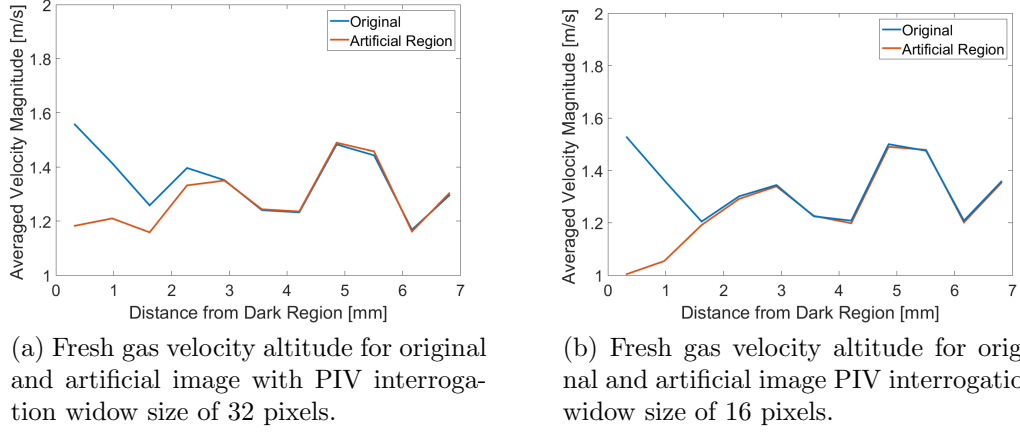 2
1.8
1.6
1.4
1.2
1
0 1 2 3 4 5 6 7
Averaged Velocity Magnitude [m/s]
Distance from Dark Region [mm]
Original
Artificial Region
(a) Fresh gas velocity altitude for original
and artificial image with PIV interroga-
tion widow size of 32 pixels.
2
1.8
1.6
1.4
1.2
1
0 1 2 3 4 5 6 7
Averaged Velocity Magnitude [m/s]
Distance from Dark Region [mm]
Original
Artificial Region
(b) Fresh gas velocity altitude for orig
nal and artificial image PIV interrogatio
widow size of 16 pixels.